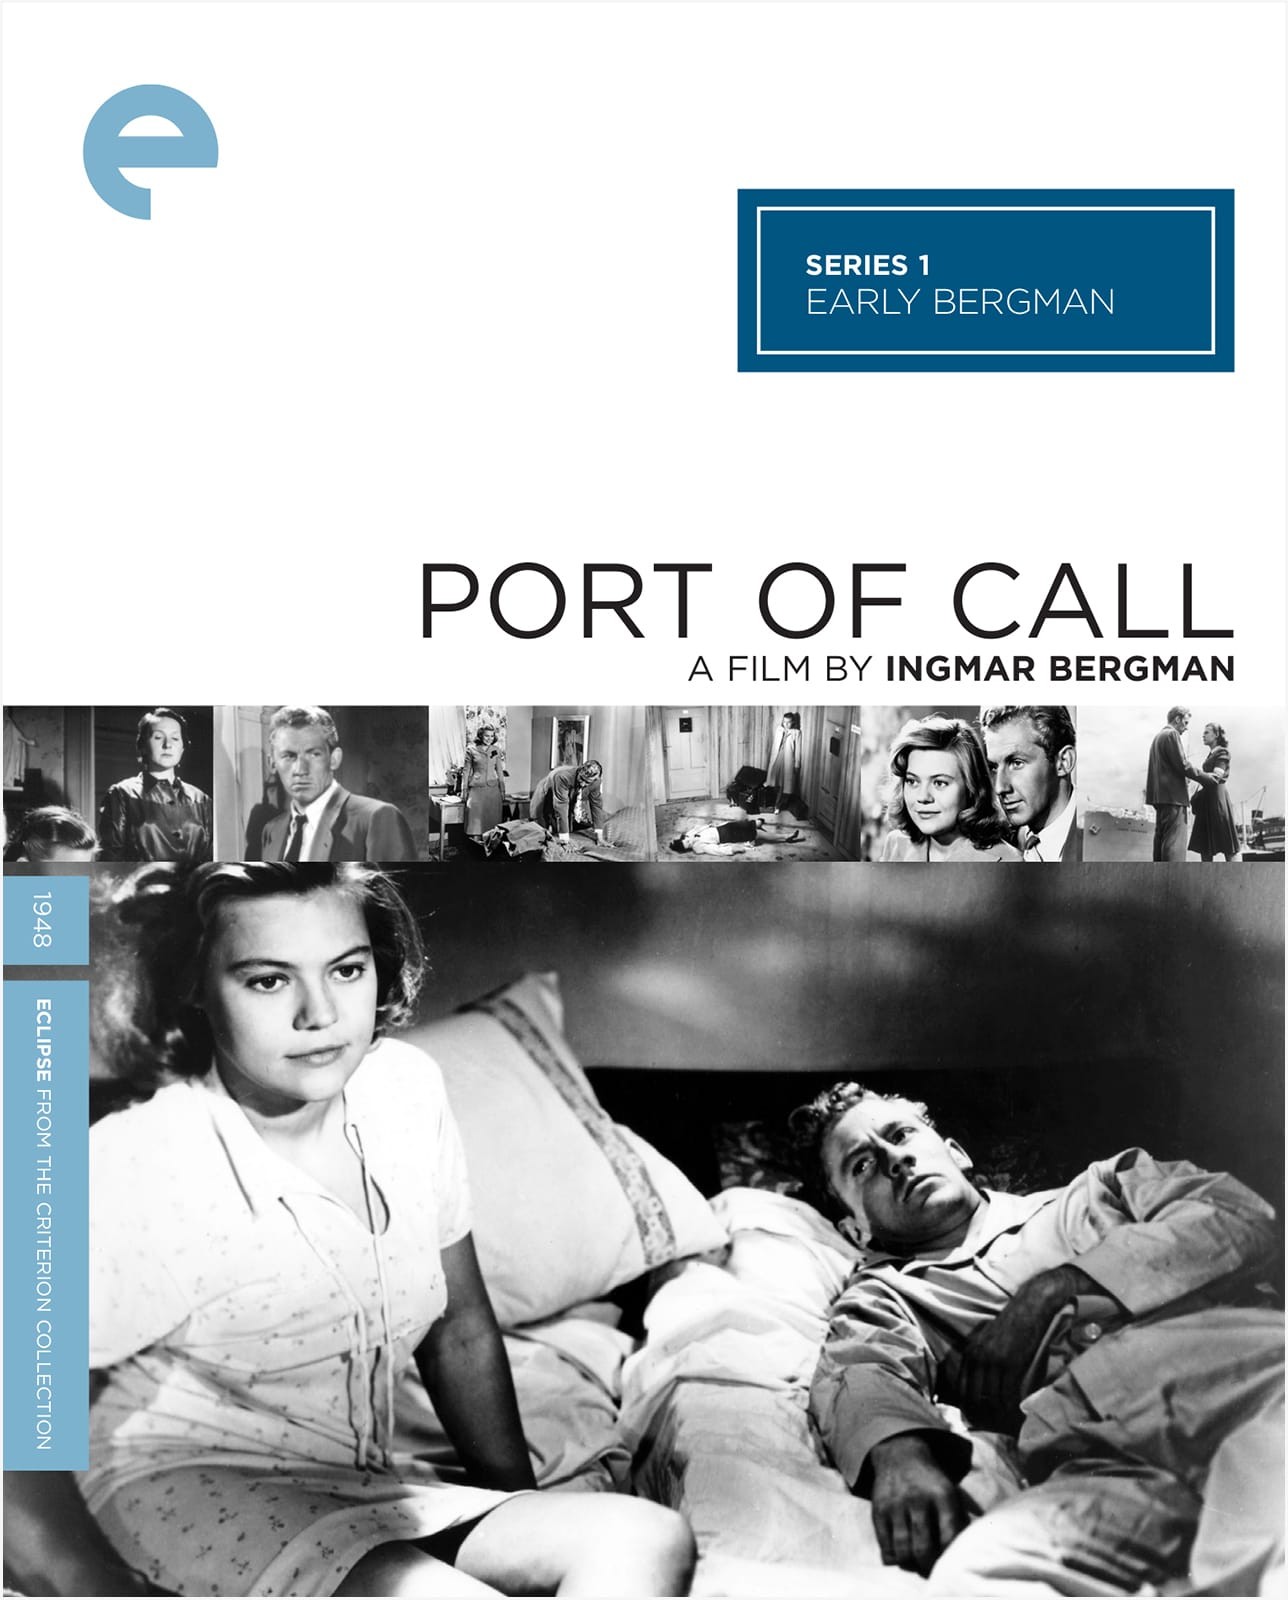 e
SERIES 1
EARLY BERGMAN
PORT OF CALL
A FILM BY INGMAR BERGMAN
1948
ECLIPSE FROM THE CRITERION COLLECTION